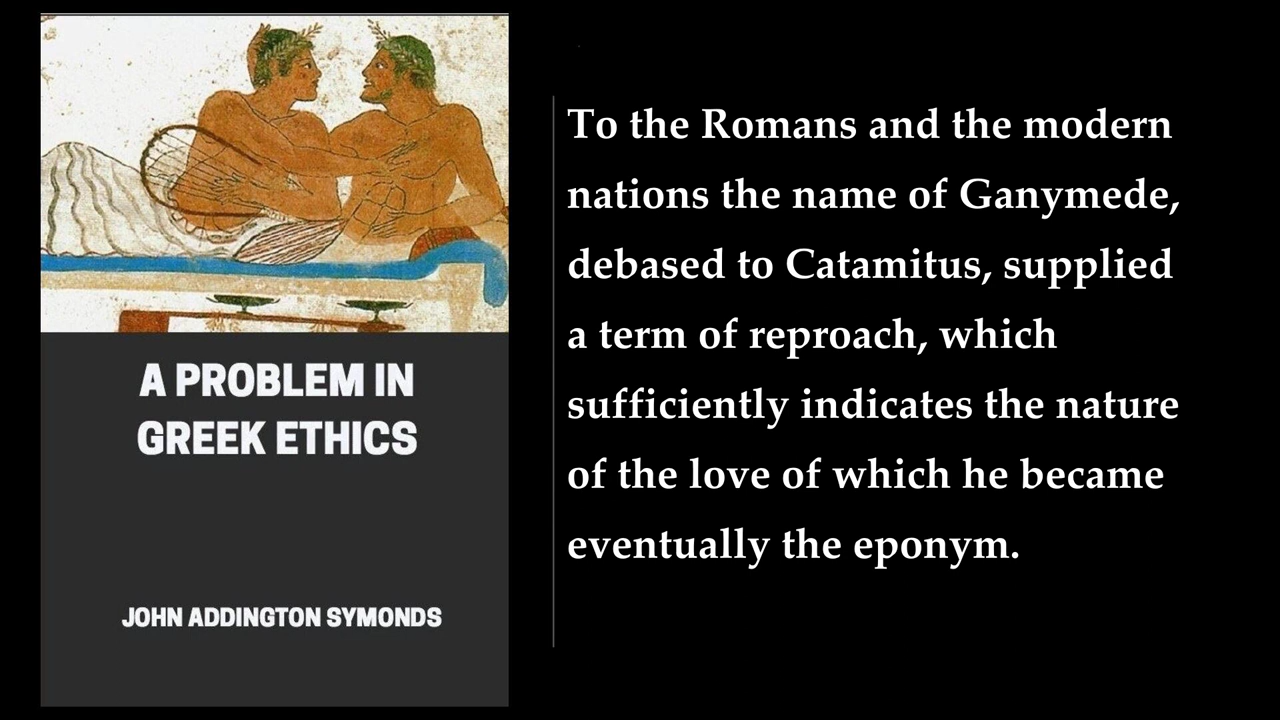 A PROBLEM IN
GREEK ETHICS
JOHN ADDINGTON SYMONDS
To the Romans and the modern
nations the name of Ganymede,
debased to Catamitus, supplied
a term of reproach, which
sufficiently indicates the nature
of the love of which he became
eventually the eponym.